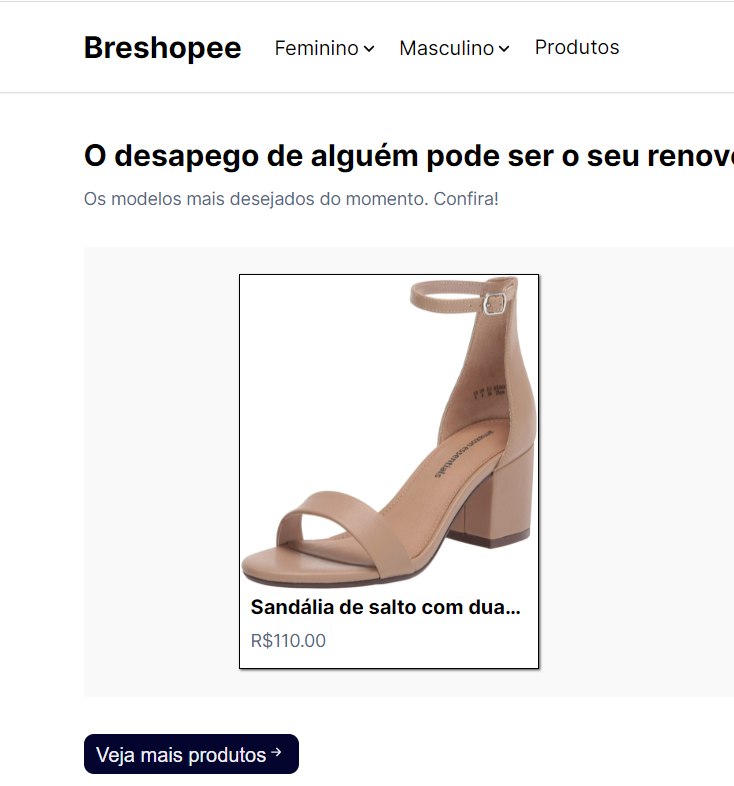 Breshopee Feminino Masculino Produtos
O desapego de alguém pode ser o seu renov
Os modelos mais desejados do momento. Confira!
amazon essentials
Sandália de salto com dua...
R$110.00
Veja mais produtos